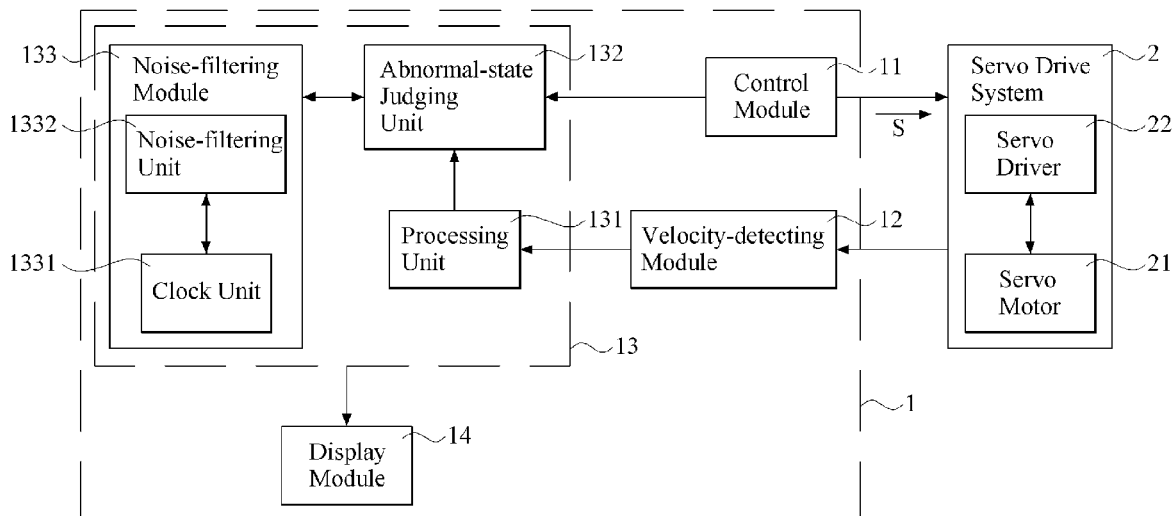 133
Noise-filtering
Module
1332
Noise-filtering
Unit
1331
Clock Unit
132
Abnormal-state
Judging
Unit
131
Processing
Unit
13
11
Control
Module
S
12
Velocity-detecting
Module
2
Servo Drive
System
22
Servo
Driver
21
Servo
Motor
1
14
Display
Module